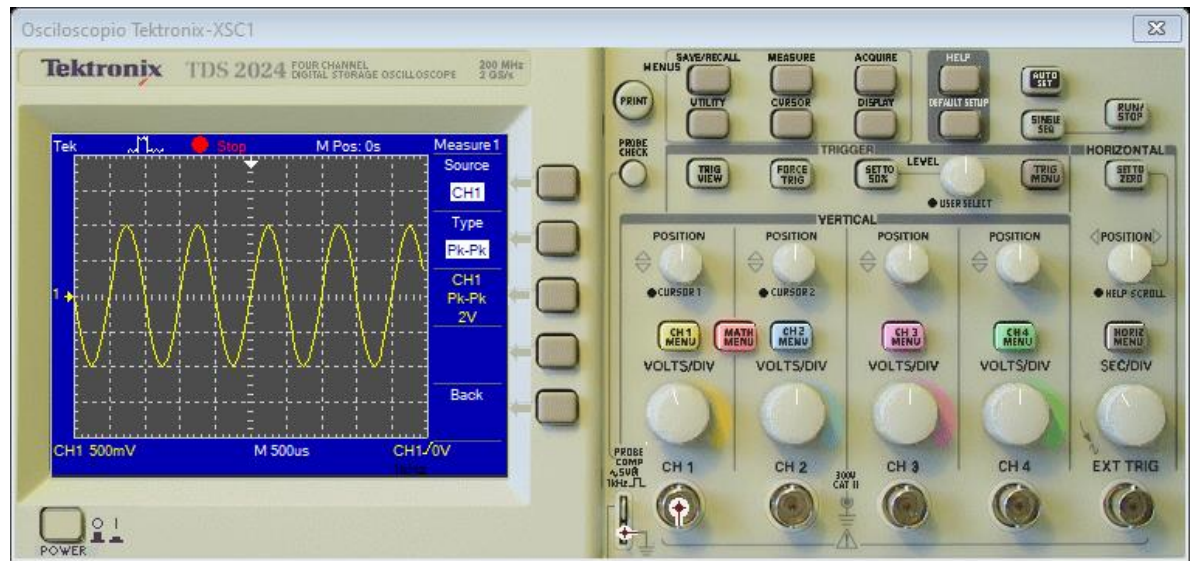 Osciloscopio Tektronix-XSC1
Tektronix TDS 2024 FOUR CHANNEL DIGITAL STORAGE OSCILLOSCOPE 200 MHz 2 GS/s
Tek Stop M Pos: 0s Measure1
Source
CH1
Type
Pk-Pk
CH1
Pk-Pk
2V
Back
1
CH1 500mV M 500us CH1 0V
POWER
MENUS
SAVE/RECALL MEASURE ACQUIRE HELP
AUTO SET
PRINT
UTILITY CURSOR DISPLAY DEFAULT SETUP
SINGLE SEQ
RUN/ STOP
PROBE CHECK
TRIGGER
HORIZONTAL
TRIG VIEW
FORCE TRIG
SET TO 50%
LEVEL
TRIG MENU
SET TO ZERO
USER SELECT
VERTICAL
POSITION POSITION POSITION POSITION POSITION
CURSOR 1 CURSOR 2 HELP SCROLL
CH 1 MENU
MATH MENU
CH 2 MENU
CH 3 MENU
CH 4 MENU
HORIZ MENU
VOLTS/DIV VOLTS/DIV VOLTS/DIV VOLTS/DIV SEC/DIV
PROBE COMP
~5V@
1kHz
CH 1 CH 2 CH 3 CH 4 EXT TRIG
300V
CAT II